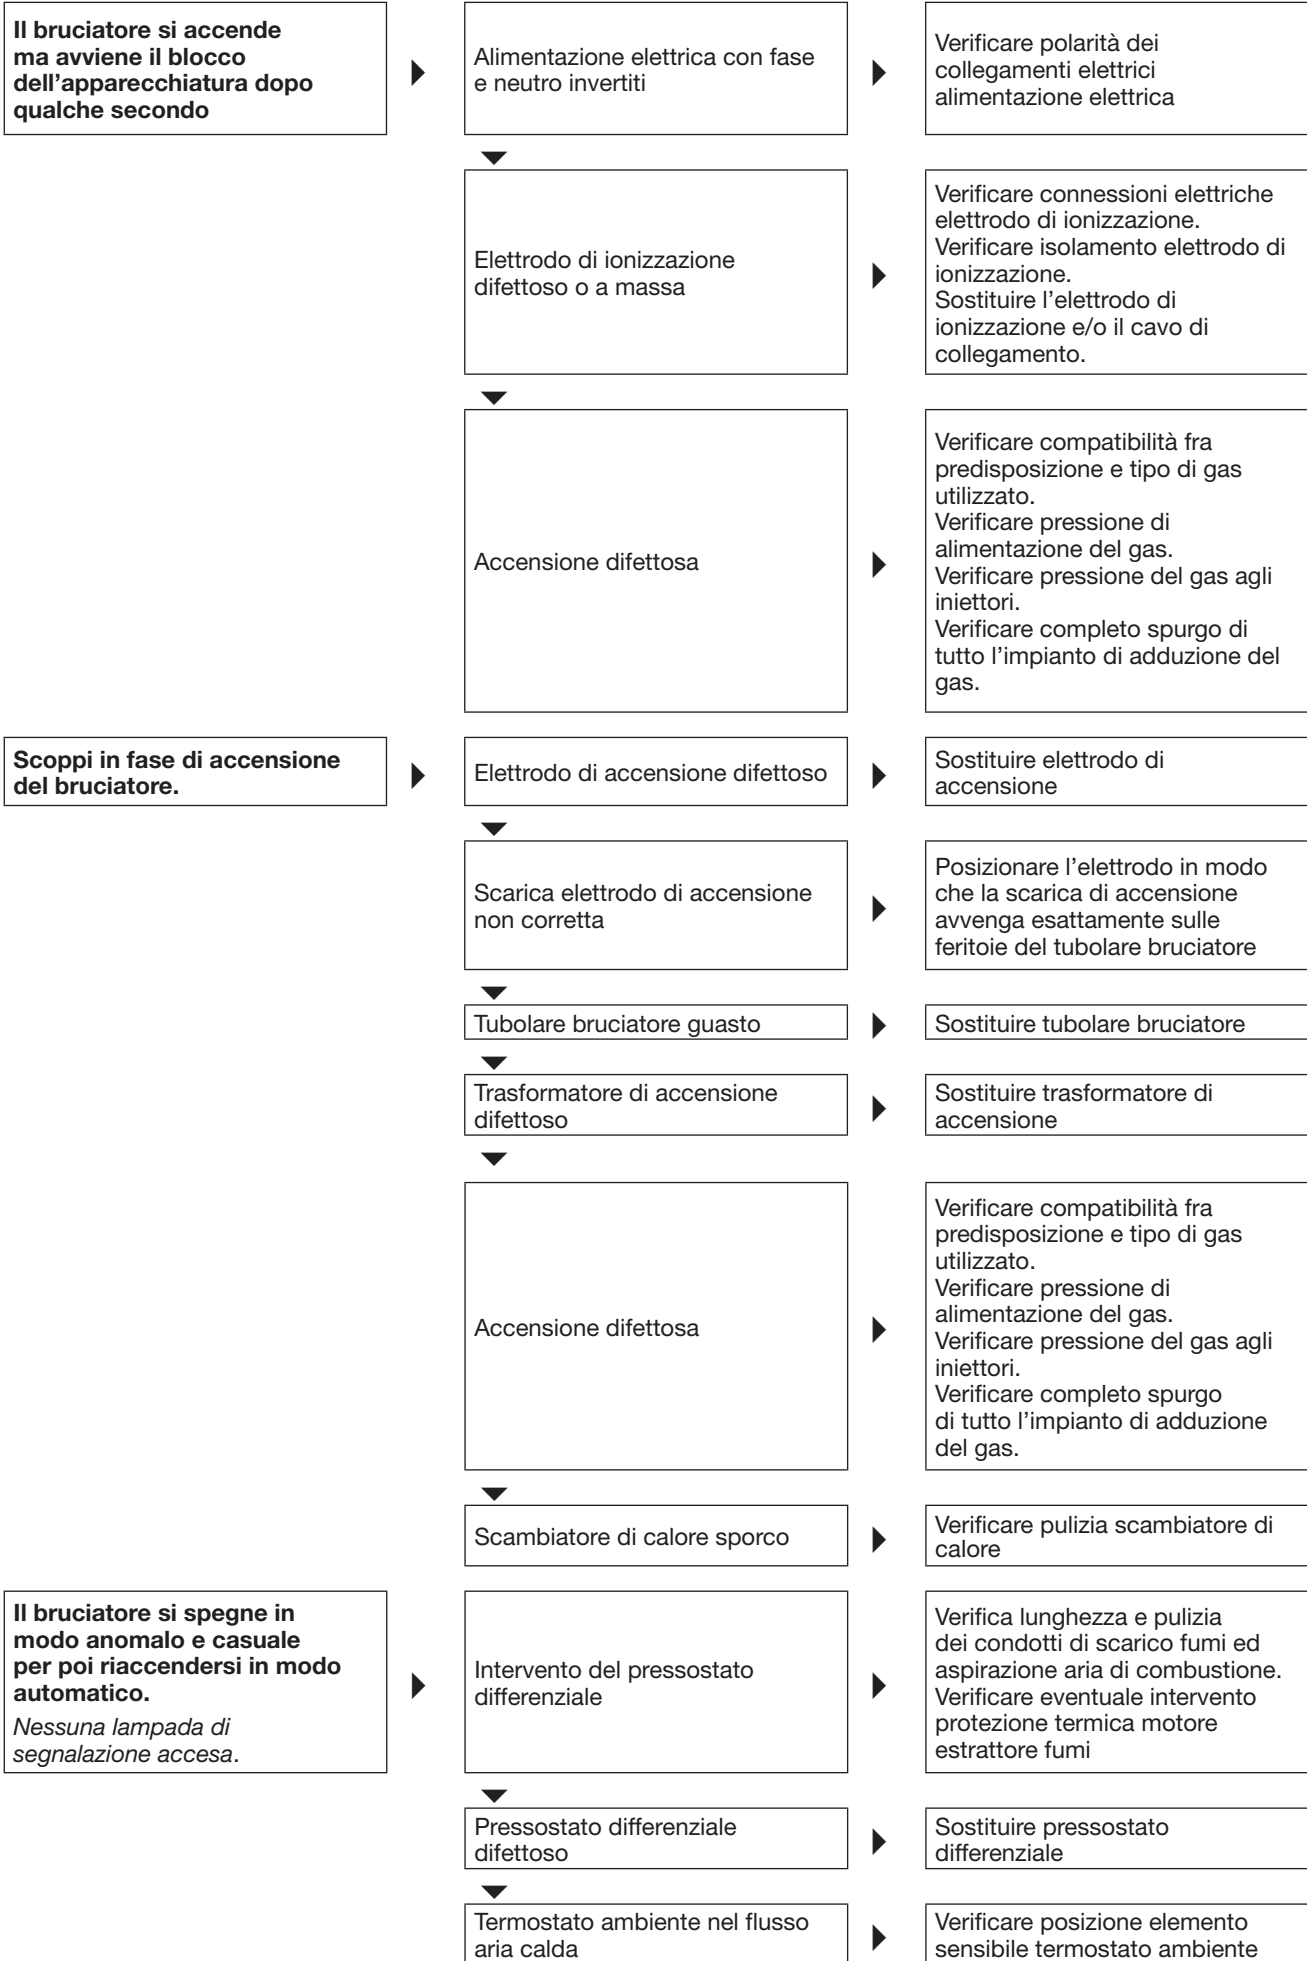 Il bruciatore si accende
ma avviene il blocco
dell'apparecchiatura dopo
qualche secondo
Alimentazione elettrica con fase
e neutro invertiti
Verificare polarità dei
collegamenti elettrici
alimentazione elettrica
Elettrodo di ionizzazione
difettoso o a massa
Verificare connessioni elettriche
elettrodo di ionizzazione.
Verificare isolamento elettrodo di
ionizzazione.
Sostituire l'elettrodo di
ionizzazione e/o il cavo di
collegamento.
Accensione difettosa
Verificare compatibilità fra
predisposizione e tipo di gas
utilizzato.
Verificare pressione di
alimentazione del gas.
Verificare pressione del gas agli
iniettori.
Verificare completo spurgo di
tutto l'impianto di adduzione del
gas.
Scoppi in fase di accensione
del bruciatore.
Elettrodo di accensione difettoso
Sostituire elettrodo di
accensione
Scarica elettrodo di accensione
non corretta
Posizionare l'elettrodo in modo
che la scarica di accensione
avvenga esattamente sulle
feritoie del tubolare bruciatore
Tubolare bruciatore guasto
Sostituire tubolare bruciatore
Trasformatore di accensione
difettoso
Sostituire trasformatore di
accensione
Accensione difettosa
Verificare compatibilità fra
predisposizione e tipo di gas
utilizzato.
Verificare pressione di
alimentazione del gas.
Verificare pressione del gas agli
iniettori.
Verificare completo spurgo
di tutto l'impianto di adduzione
del gas.
Scambiatore di calore sporco
Verificare pulizia scambiatore di
calore
Il bruciatore si spegne in
modo anomalo e casuale
per poi riaccendersi in modo
automatico.
Nessuna lampada di
segnalazione accesa.
Intervento del pressostato
differenziale
Verifica lunghezza e pulizia
dei condotti di scarico fumi ed
aspirazione aria di combustione.
Verificare eventuale intervento
protezione termica motore
estrattore fumi
Pressostato differenziale
difettoso
Sostituire pressostato
differenziale
Termostato ambiente nel flusso
aria calda
Verificare posizione elemento
sensibile termostato ambiente